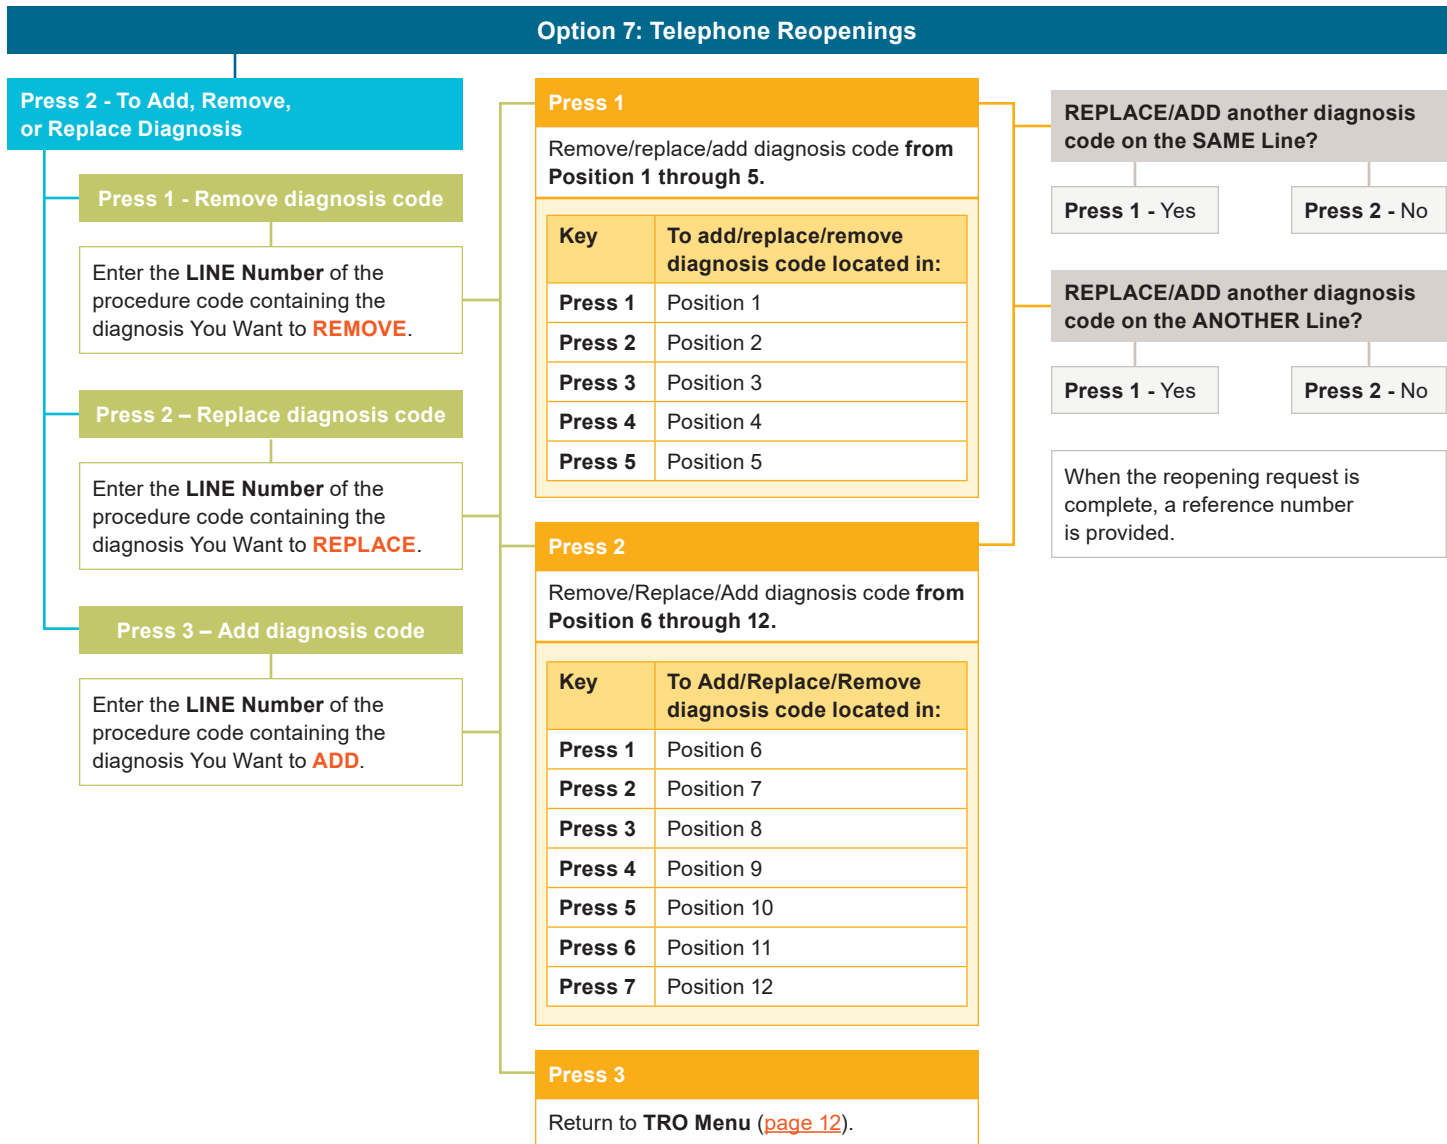 Option 7: Telephone Reopenings
Press 2 - To Add, Remove,
or Replace Diagnosis
Press 1 - Remove diagnosis code
Enter the LINE Number of the
procedure code containing the
diagnosis You Want to REMOVE.
Press 2 – Replace diagnosis code
Enter the LINE Number of the
procedure code containing the
diagnosis You Want to REPLACE.
Press 3 – Add diagnosis code
Enter the LINE Number of the
procedure code containing the
diagnosis You Want to ADD.
Press 1
Remove/replace/add diagnosis code from
Position 1 through 5.
Key To add/replace/remove
diagnosis code located in:
Press 1 Position 1
Press 2 Position 2
Press 3 Position 3
Press 4 Position 4
Press 5 Position 5
Press 2
Remove/Replace/Add diagnosis code from
Position 6 through 12.
Key To Add/Replace/Remove
diagnosis code located in:
Press 1 Position 6
Press 2 Position 7
Press 3 Position 8
Press 4 Position 9
Press 5 Position 10
Press 6 Position 11
Press 7 Position 12
Press 3
Return to TRO Menu (page 12).
REPLACE/ADD another diagnosis
code on the SAME Line?
Press 1 - Yes
Press 2 - No
REPLACE/ADD another diagnosis
code on the ANOTHER Line?
Press 1 - Yes
Press 2 - No
When the reopening request is
complete, a reference number
is provided.